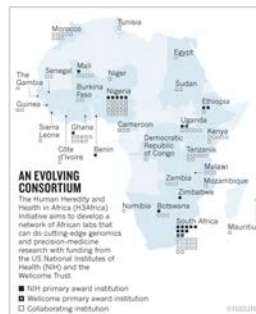 Tunisia
Morocco
Egypt
Mali
Senegal
Niger
The
Gambia
Burkina
Faso
Nigeria
Sudan
Ethiopia
Guinea
Uganda
Kenya
Sierra
Leone
Ghana
Cameroon
Democratic
Republic
of Congo
Tanzania
Côte
d'Ivoire
Benin
Malawi
Zambia
Mozambique
Zimbabwe
Namibia
Botswana
Mauritiu
South Africa
AN EVOLVING
CONSORTIUM
The Human Heredity and
Health in Africa (H3Africa)
Initiative aims to develop a
network of African labs that
can do cutting-edge genomics
and precision-medicine
research with funding from
the US National Institutes of
Health (NIH) and the
Wellcome Trust.
NIH primary award institution
Wellcome primary award institution
Collaborating institution
©nature